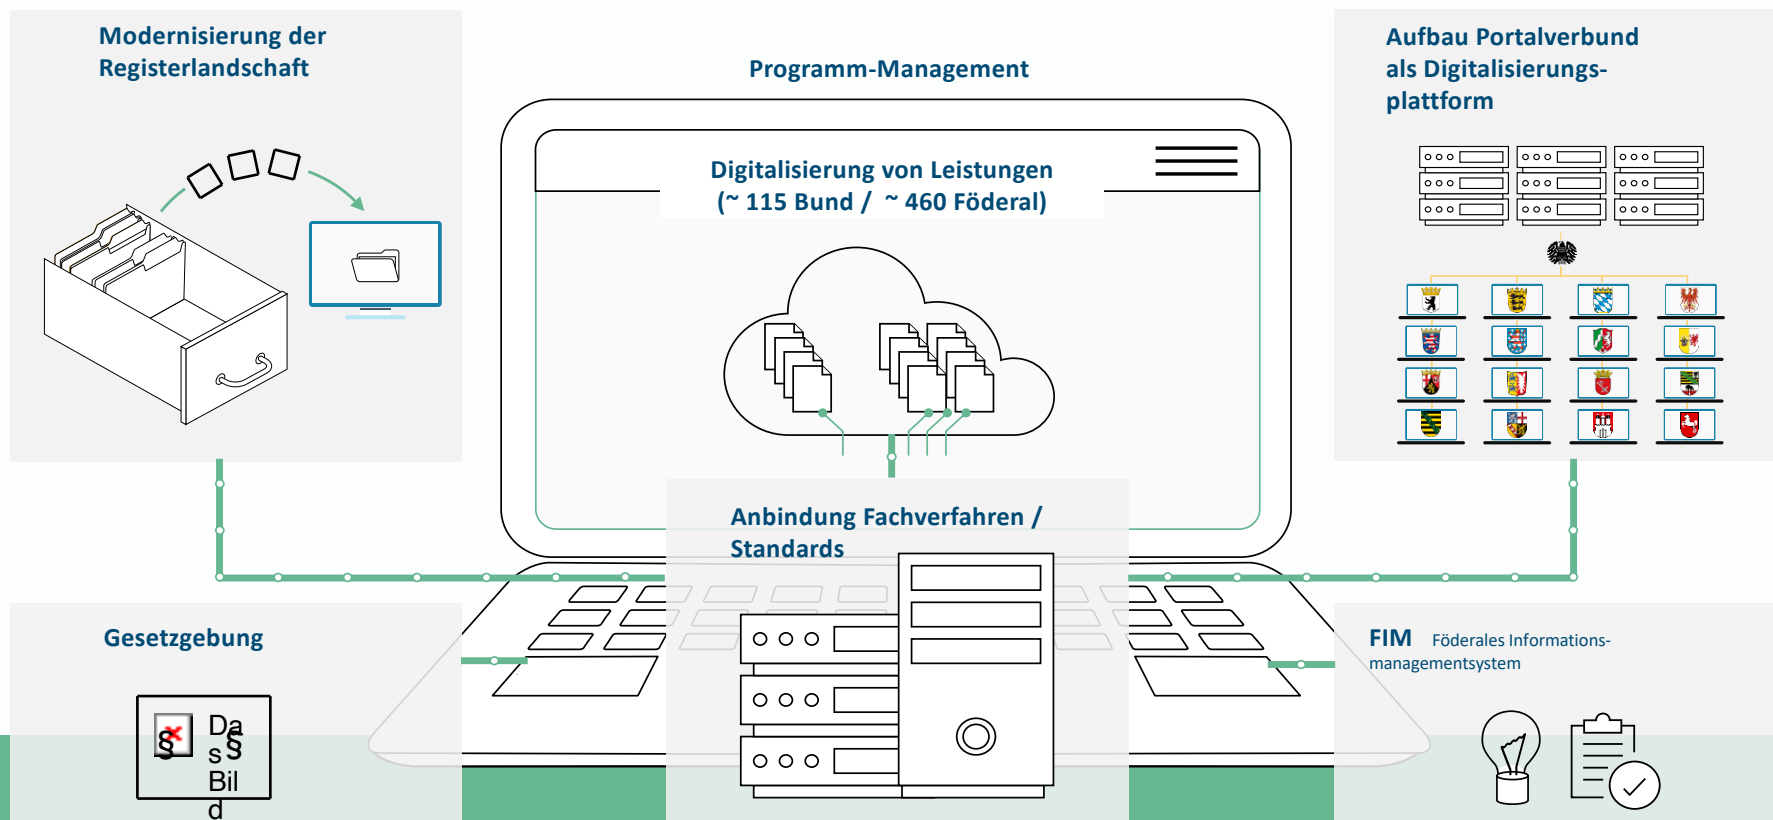 Modernisierung der
Registerlandschaft
Programm-Management
Aufbau Portalverbund
als Digitalisierungs-
plattform
Digitalisierung von Leistungen
(~ 115 Bund / ~ 460 Föderal)
Anbindung Fachverfahren /
Standards
Gesetzgebung
§ §
Da
s
Bil
d
FIM Föderales Informations-
managementsystem